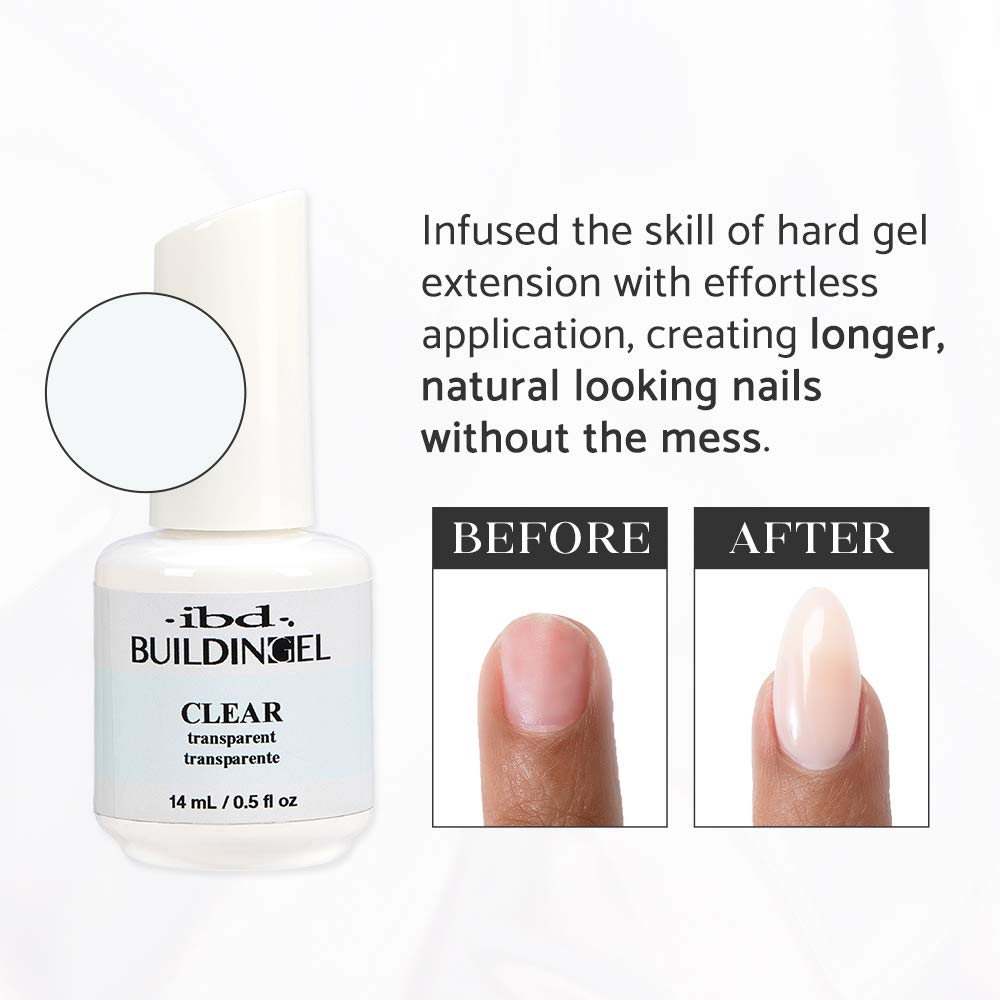 Infused the skill of hard gel
extension with effortless
application, creating longer,
natural looking nails
without the mess.
BEFORE
AFTER
ibd
BUILDINGEL
CLEAR
transparent
transparente
14 mL / 0.5 fl oz